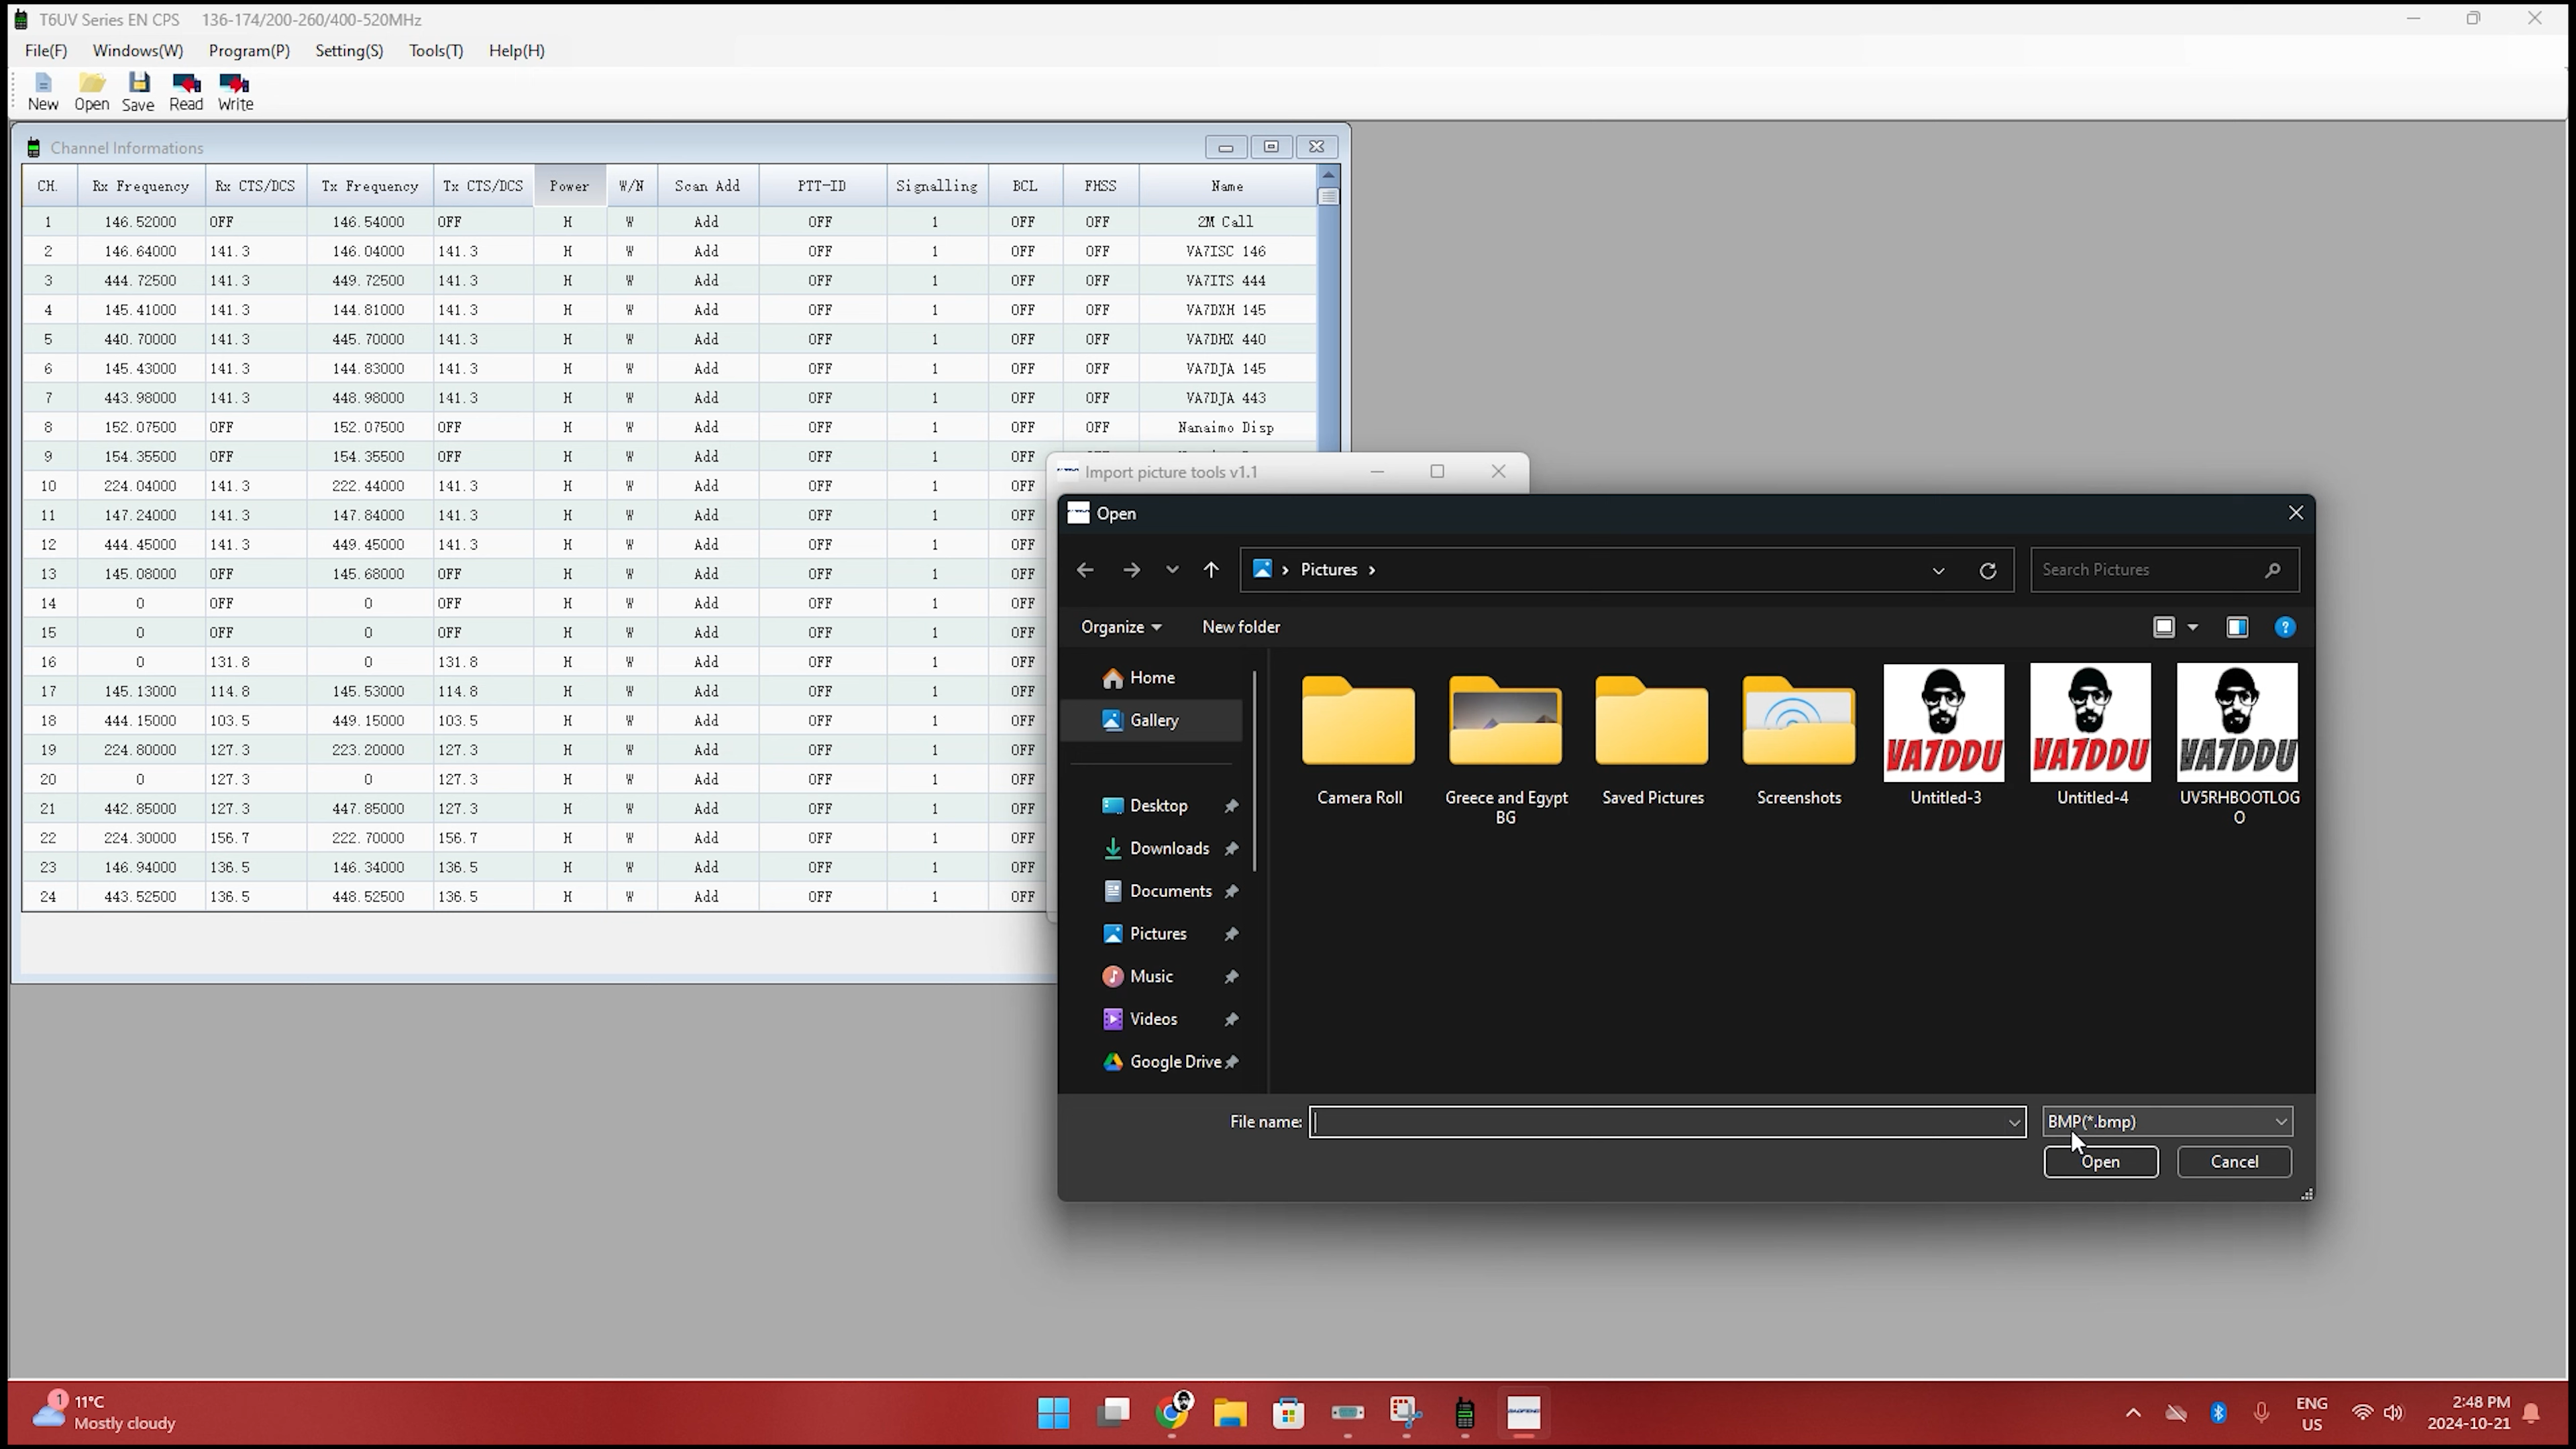 T6UV Series EN CPS 136-174/200-260/400-520MHz
File(F) Windows(W) Program(P) Setting(S) Tools(T) Help(H)
New Open Save Read Write
Channel Informations
CH. Rx Frequency Rx CTS/DCS Tx Frequency Tx CTS/DCS Power W/N Scan Add PTT-ID Signalling BCL FHSS Name
1 146.52000 OFF 146.54000 OFF H W Add OFF 1 OFF OFF 2M Call
2 146.64000 141.3 146.04000 141.3 H W Add OFF 1 OFF OFF VA7ISC 146
3 444.72500 141.3 449.72500 141.3 H W Add OFF 1 OFF OFF VA7ITS 444
4 145.41000 141.3 144.81000 141.3 H W Add OFF 1 OFF OFF VA7DXH 145
5 440.70000 141.3 445.70000 141.3 H W Add OFF 1 OFF OFF VA7DHX 440
6 145.43000 141.3 144.83000 141.3 H W Add OFF 1 OFF OFF VA7DJA 145
7 443.98000 141.3 448.98000 141.3 H W Add OFF 1 OFF OFF VA7DJA 443
8 152.07500 OFF 152.07500 OFF H W Add OFF 1 OFF OFF Nanaimo Disp
9 154.35500 OFF 154.35500 OFF H W Add OFF 1 OFF
10 224.04000 141.3 222.44000 141.3 H W Add OFF 1 OFF
11 147.24000 141.3 147.84000 141.3 H W Add OFF 1 OFF
12 444.45000 141.3 449.45000 141.3 H W Add OFF 1 OFF
13 145.08000 OFF 145.68000 OFF H W Add OFF 1 OFF
14 0 OFF 0 OFF H W Add OFF 1 OFF
15 0 OFF 0 OFF H W Add OFF 1 OFF
16 0 131.8 0 131.8 H W Add OFF 1 OFF
17 145.13000 114.8 145.53000 114.8 H W Add OFF 1 OFF
18 444.15000 103.5 449.15000 103.5 H W Add OFF 1 OFF
19 224.80000 127.3 223.20000 127.3 H W Add OFF 1 OFF
20 0 127.3 0 127.3 H W Add OFF 1 OFF
21 442.85000 127.3 447.85000 127.3 H W Add OFF 1 OFF
22 224.30000 156.7 222.70000 156.7 H W Add OFF 1 OFF
23 146.94000 136.5 146.34000 136.5 H W Add OFF 1 OFF
24 443.52500 136.5 448.52500 136.5 H W Add OFF 1 OFF
Import picture tools v1.1
Open
Pictures
Search Pictures
Organize New folder
Home
Gallery
Desktop
Downloads
Documents
Pictures
Music
Videos
Google Drive
VA7DDU VA7DDU VA7DDU
Camera Roll Greece and Egypt Saved Pictures Screenshots Untitled-3 Untitled-4 UV5RHBOOTLOG
BG O
File name: BMP(*.bmp)
Open Cancel
1 11°C
Mostly cloudy
ENG
US
2:48 PM
2024-10-21